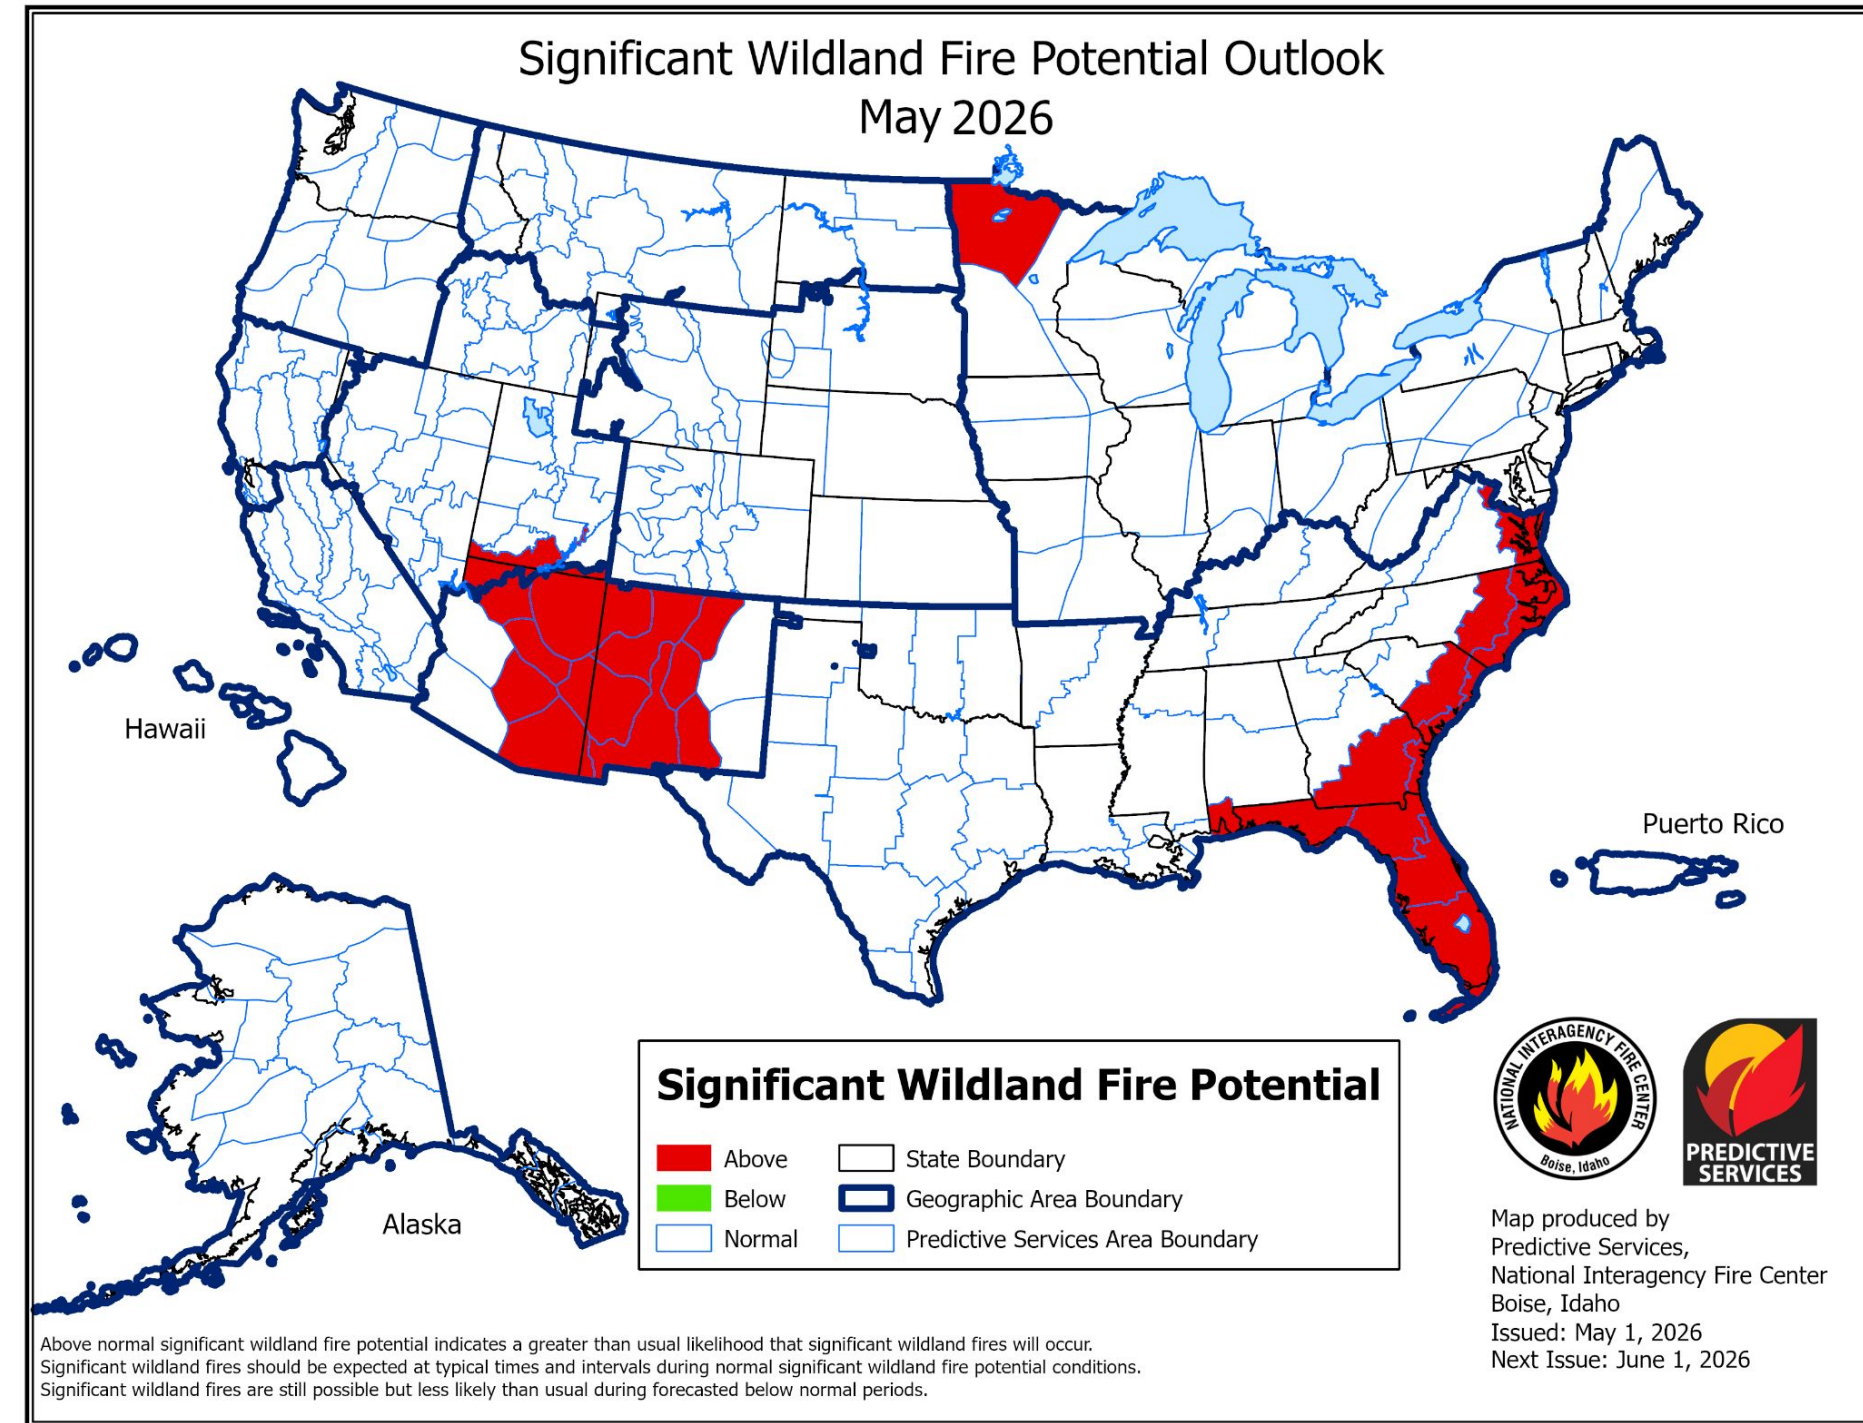 Significant Wildland Fire Potential Outlook
May 2026
Hawaii
Puerto Rico
Alaska
Significant Wildland Fire Potential
Above
State Boundary
Below
Geographic Area Boundary
Normal
Predictive Services Area Boundary
NATIONAL INTERAGENCY FIRE CENTER
Boise, Idaho
PREDICTIVE
SERVICES
Map produced by
Predictive Services,
National Interagency Fire Center
Boise, Idaho
Issued: May 1, 2026
Next Issue: June 1, 2026
Above normal significant wildland fire potential indicates a greater than usual likelihood that significant wildland fires will occur.
Significant wildland fires should be expected at typical times and intervals during normal significant wildland fire potential conditions.
Significant wildland fires are still possible but less likely than usual during forecasted below normal periods.